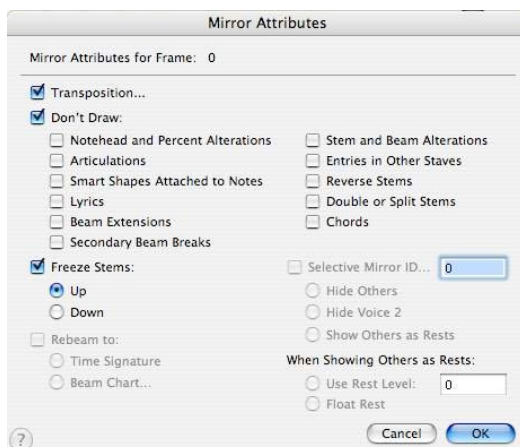 Mirror Attributes
Mirror Attributes for Frame: 0
Transposition...
Don't Draw:
Notehead and Percent Alterations
Articulations
Smart Shapes Attached to Notes
Lyrics
Beam Extensions
Secondary Beam Breaks
Stem and Beam Alterations
Entries in Other Staves
Reverse Stems
Double or Split Stems
Chords
Freeze Stems:
Up
Down
Rebeam to:
Time Signature
Beam Chart...
Selective Mirror ID... 0
Hide Others
Hide Voice 2
Show Others as Rests
When Showing Others as Rests:
Use Rest Level: 0
Float Rest
? Cancel OK